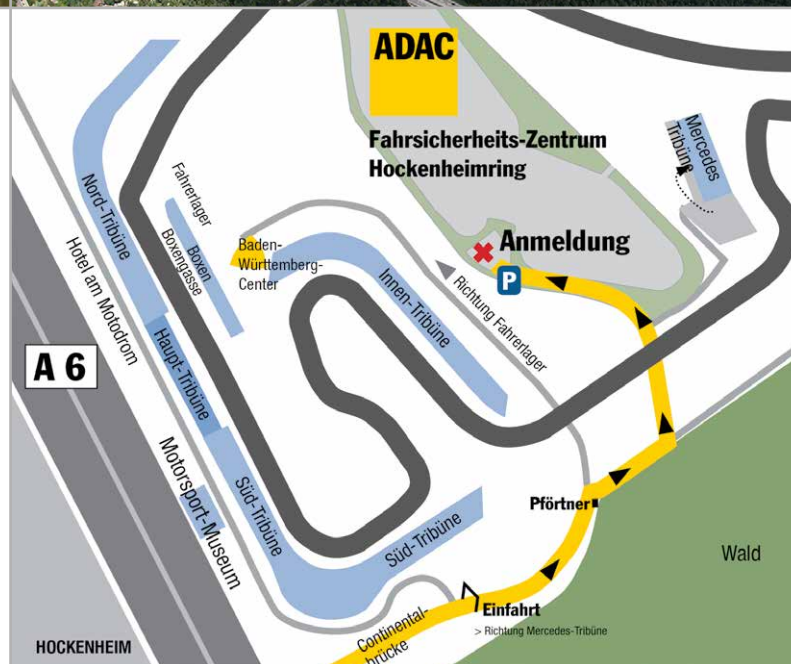 ADAC
Fahrsicherheits-Zentrum
Hockenheimring
Mercedes
Tribüne
Nord-Tribüne
Fahrerlager
Boxen
Boxengasse
Baden-
Württemberg-
Center
Anmeldung
P
Innen-Tribüne
Richtung Fahrerlager
Hotel am Motodrom
Haupt-Tribüne
A 6
Motorsport-Museum
Süd-Tribüne
Süd-Tribüne
Pförtner
Wald
Einfahrt
> Richtung Mercedes-Tribüne
Continental-
brücke
HOCKENHEIM